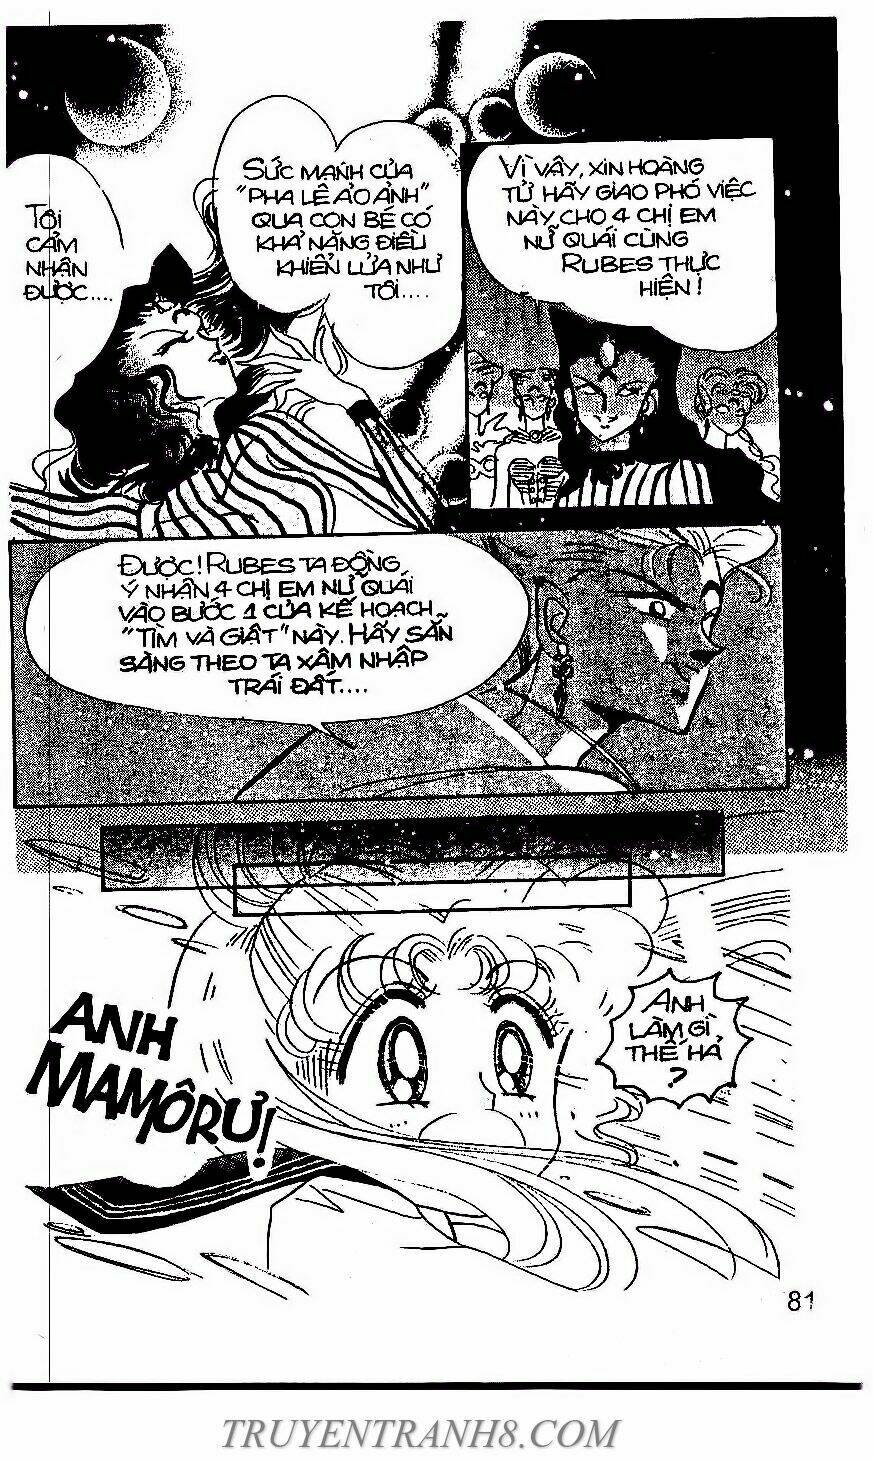 TÔI
CẢM
NHẬN
ĐƯỢC....
SỨC MẠNH CỦA
"PHA LÊ ẢO ẢNH"
QUA CON BÉ CÓ
KHẢ NĂNG ĐIỀU
KHIỂN LỬA NHƯ
TÔI....
VÌ VẬY, XIN HOÀNG
TỬ HÃY GIAO PHÓ VIỆC
NÀY CHO 4 CHỊ EM
NỮ QUÁI CÙNG
RUBES THỰC
HIỆN!
ĐƯỢC! RUBES TA ĐỒNG
Ý NHẬN 4 CHỊ EM NỮ QUÁI
VÀO BƯỚC 1 CỦA KẾ HOẠCH
"TÌM VÀ GIẬT" NÀY. HÃY SẴN
SÀNG THEO TA XÂM NHẬP
TRÁI ĐẤT....
ANH
MAMÔRƯ!
ANH
LÀM GÌ
THẾ HẢ
?
81
TRUYENTRANH8.COM